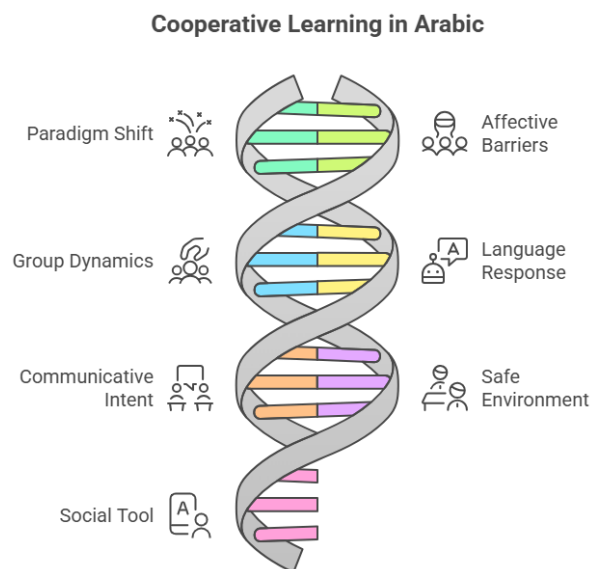 Cooperative Learning in Arabic
Paradigm Shift
Affective
Barriers
Group Dynamics
A
Language
Response
Communicative
Intent
Safe
Environment
A
Social Tool